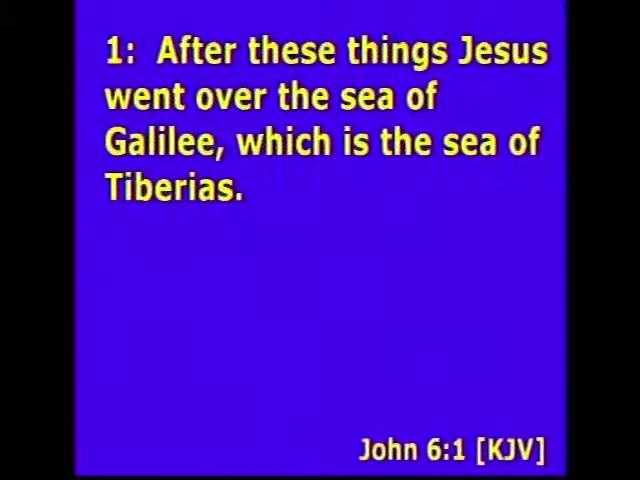 1:  After these things Jesus
went over the sea of
Galilee, which is the sea of
Tiberias.
John 6:1 [KJV]